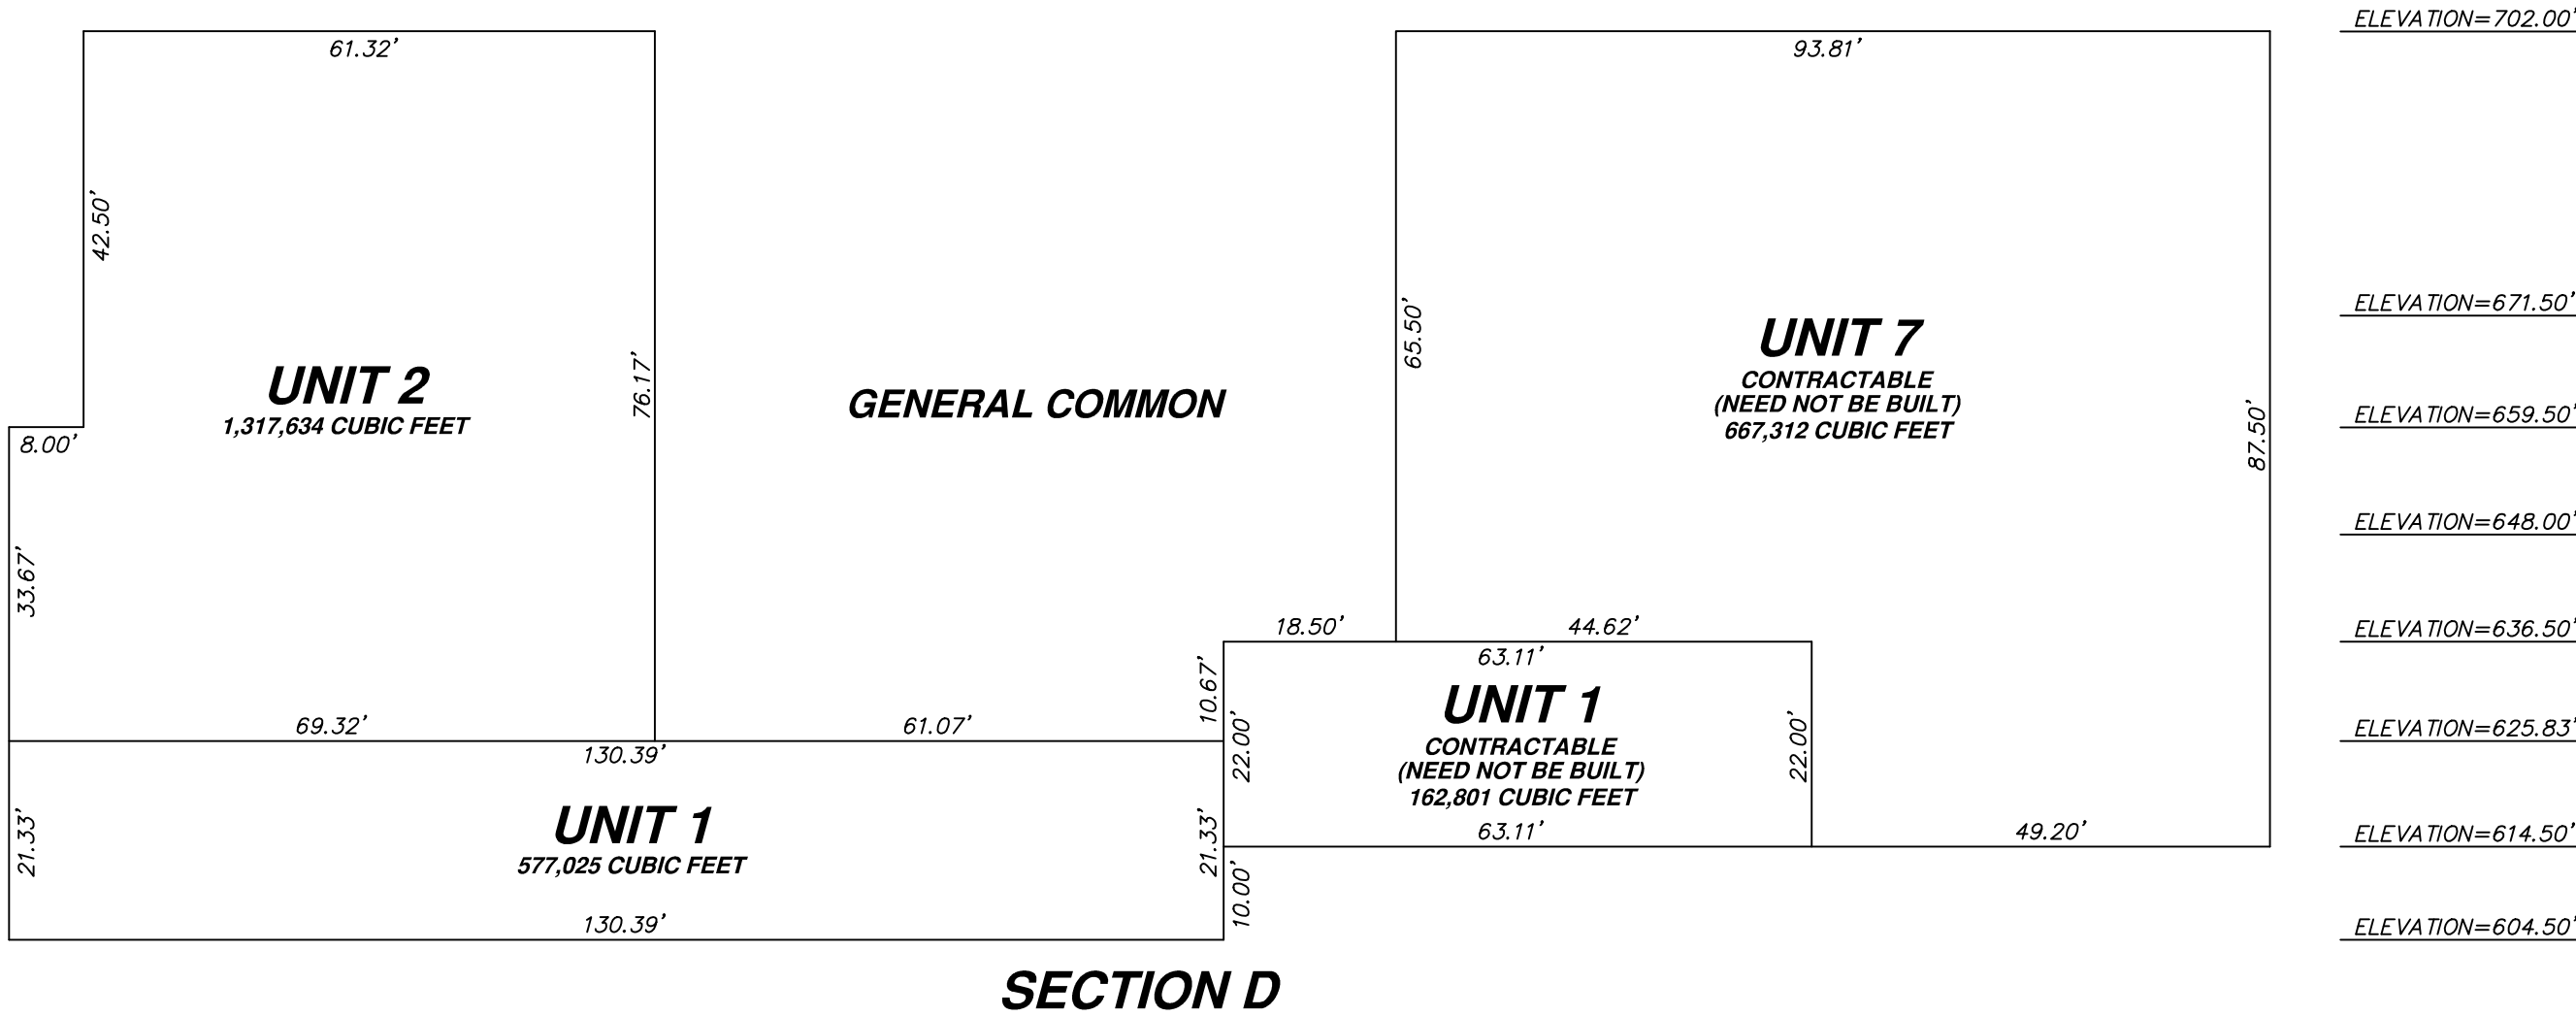 ELEVATION=702.00'
61.32'
93.81'
42.50'
ELEVATION=671.50'
65.50'
UNIT 7
CONTRACTABLE
(NEED NOT BE BUILT)
667,312 CUBIC FEET
76.17'
UNIT 2
1,317,634 CUBIC FEET
GENERAL COMMON
ELEVATION=659.50'
8.00'
87.50'
ELEVATION=648.00'
33.67'
18.50'
44.62'
ELEVATION=636.50'
63.11'
10.67'
UNIT 1
CONTRACTABLE
(NEED NOT BE BUILT)
162,801 CUBIC FEET
22.00'
22.00'
69.32'
61.07'
ELEVATION=625.83'
130.39'
UNIT 1
577,025 CUBIC FEET
21.33'
21.33'
63.11'
49.20'
ELEVATION=614.50'
10.00'
130.39'
ELEVATION=604.50'
SECTION D